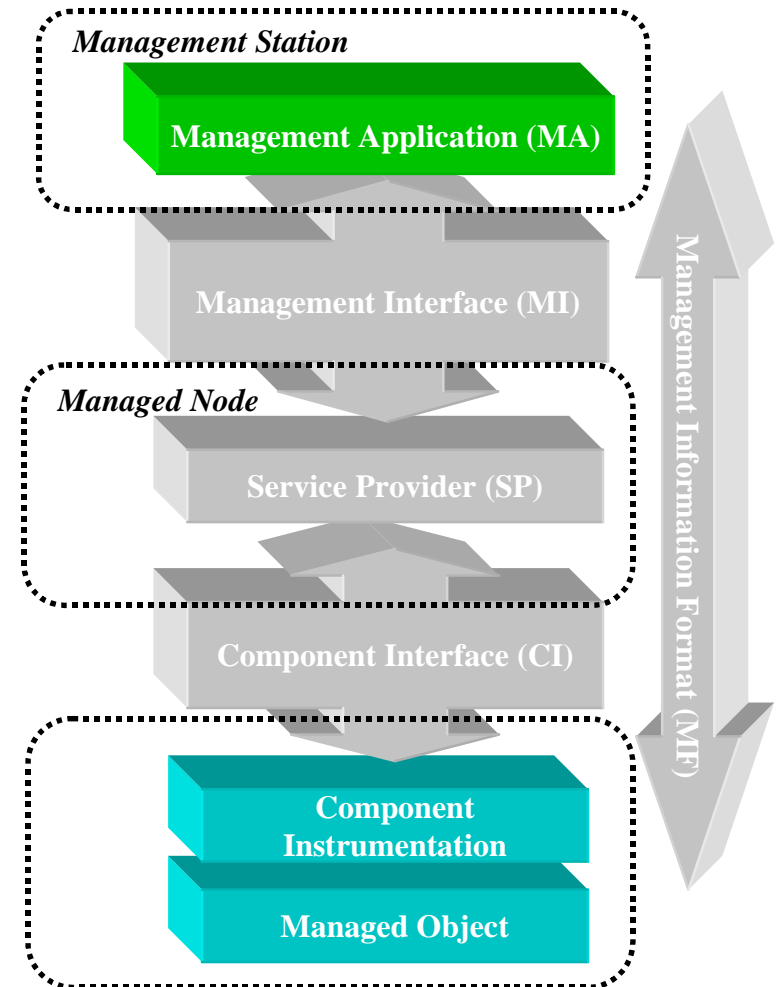 Management Station
Management Application (MA)
Management Interface (MI)
Managed Node
Service Provider (SP)
Component Interface (CI)
Component
Instrumentation
Managed Object
Management Information Format (MF)